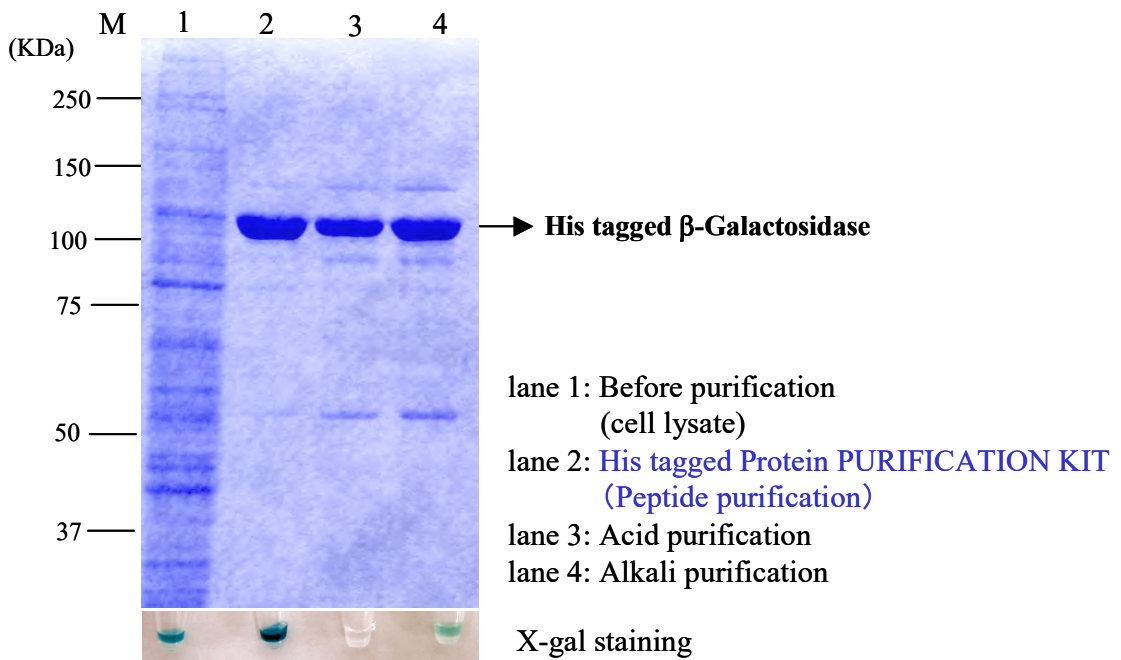 M 1 2 3 4
(KDa)
250
150
His tagged β-Galactosidase
100
75
lane 1: Before purification
(cell lysate)
50
lane 2: His tagged Protein PURIFICATION KIT
（Peptide purification）
37
lane 3: Acid purification
lane 4: Alkali purification
X-gal staining